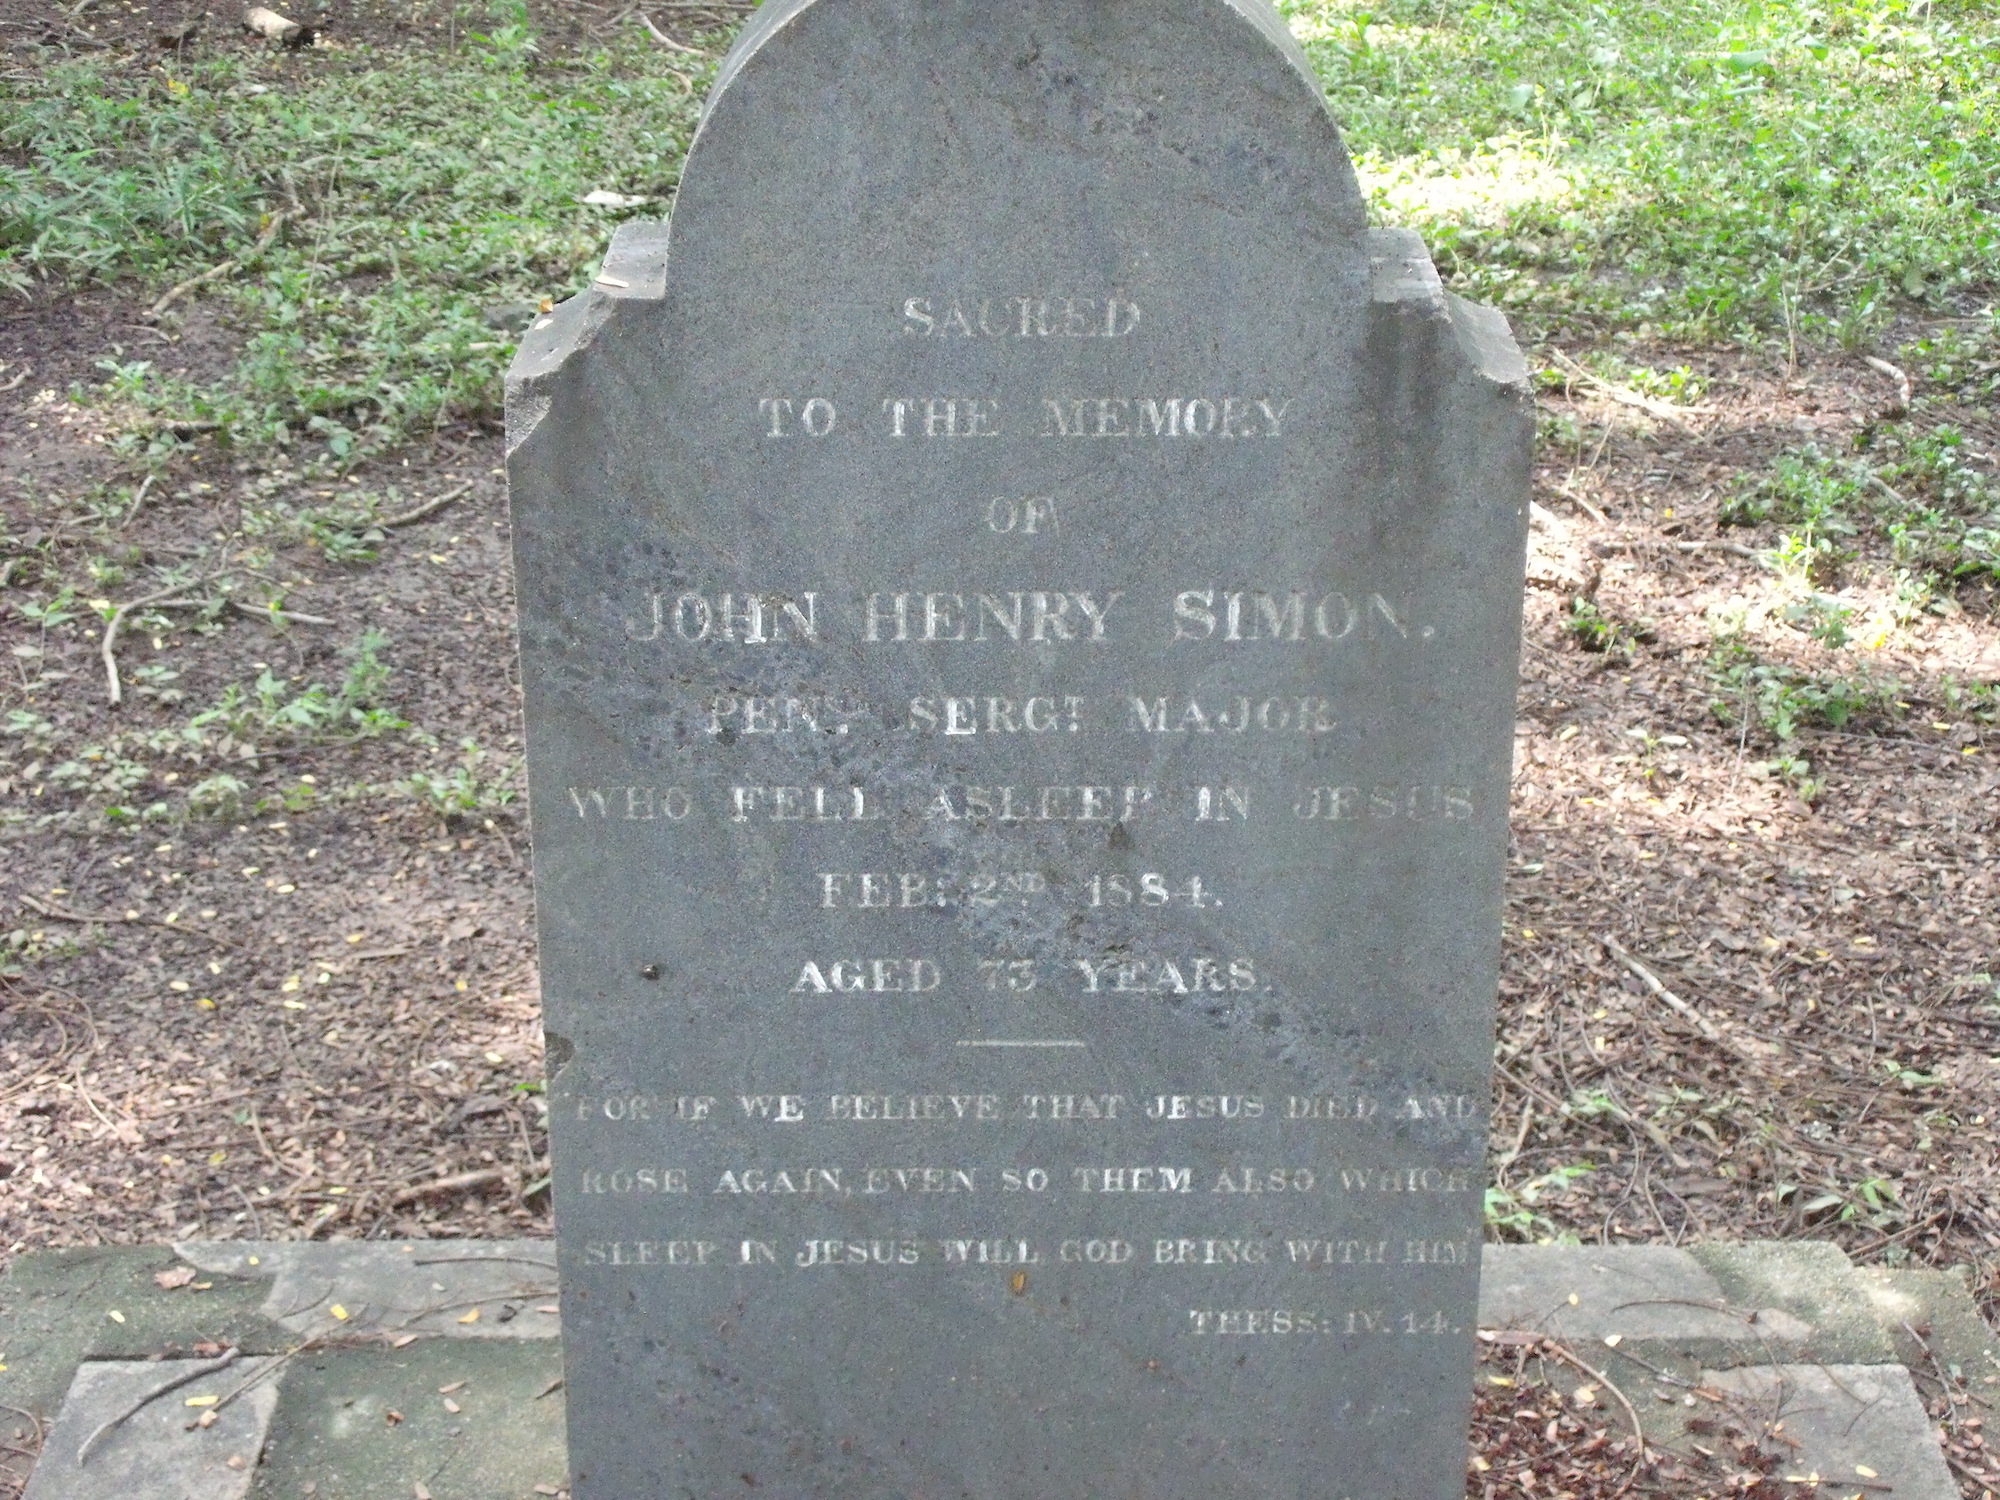 SACRED
TO THE MEMORY
OF
JOHN HENRY SIMON.
PENS. SERGT MAJOR
WHO FELL ASLEEP IN JESUS
FEB: 2ND 1884.
AGED 73 YEARS.
"FOR IF WE BELIEVE THAT JESUS DIED AND
ROSE AGAIN, EVEN SO THEM ALSO WHICH
SLEEP IN JESUS WILL GOD BRING WITH HIM"
THESS: IV. 14.